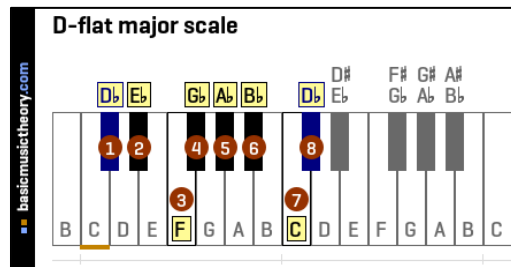 D-flat major scale
basicmusictheory.com
D# F# G# A#
D♭ E♭ G♭ A♭ B♭ D♭ E♭ G♭ A♭ B♭
1 2 4 5 6 8
3 7
B C D E F G A B C D E F G A B C